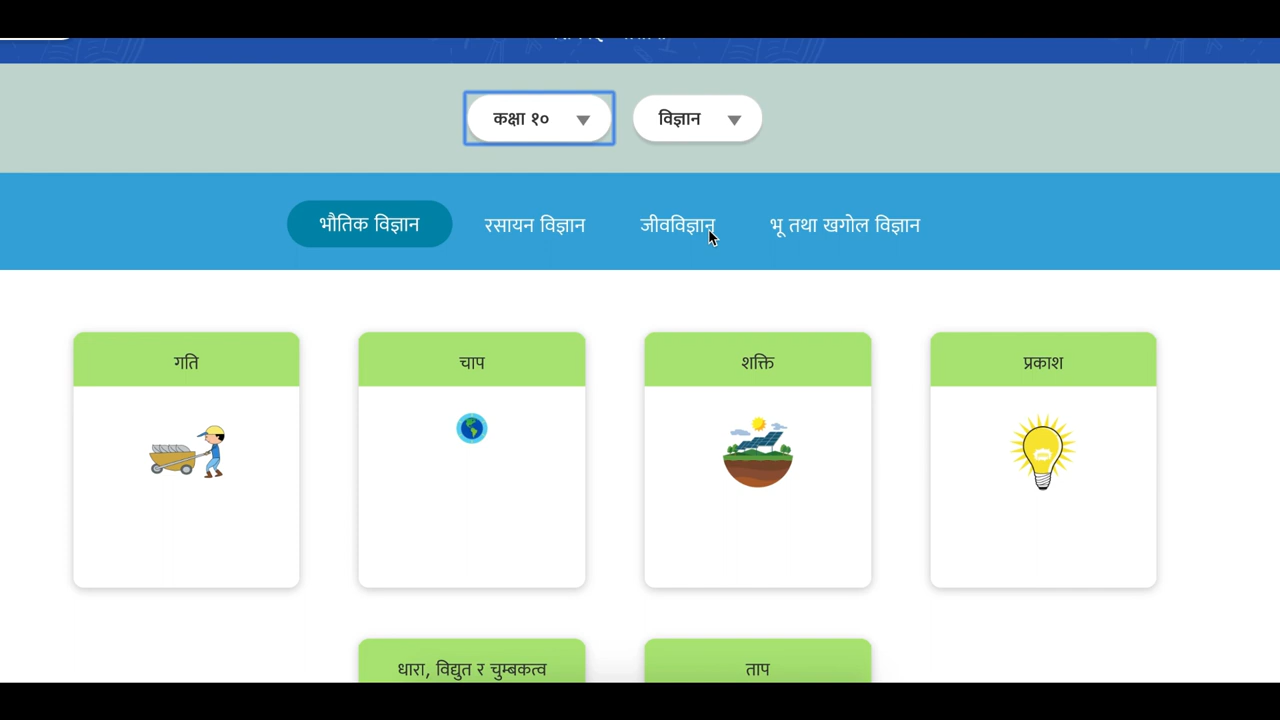 कक्षा १०
विज्ञान
भौतिक विज्ञान
रसायन विज्ञान
जीवविज्ञान
भू तथा खगोल विज्ञान
गति
चाप
शक्ति
प्रकाश
धारा, विद्युत र चुम्बकत्व
ताप